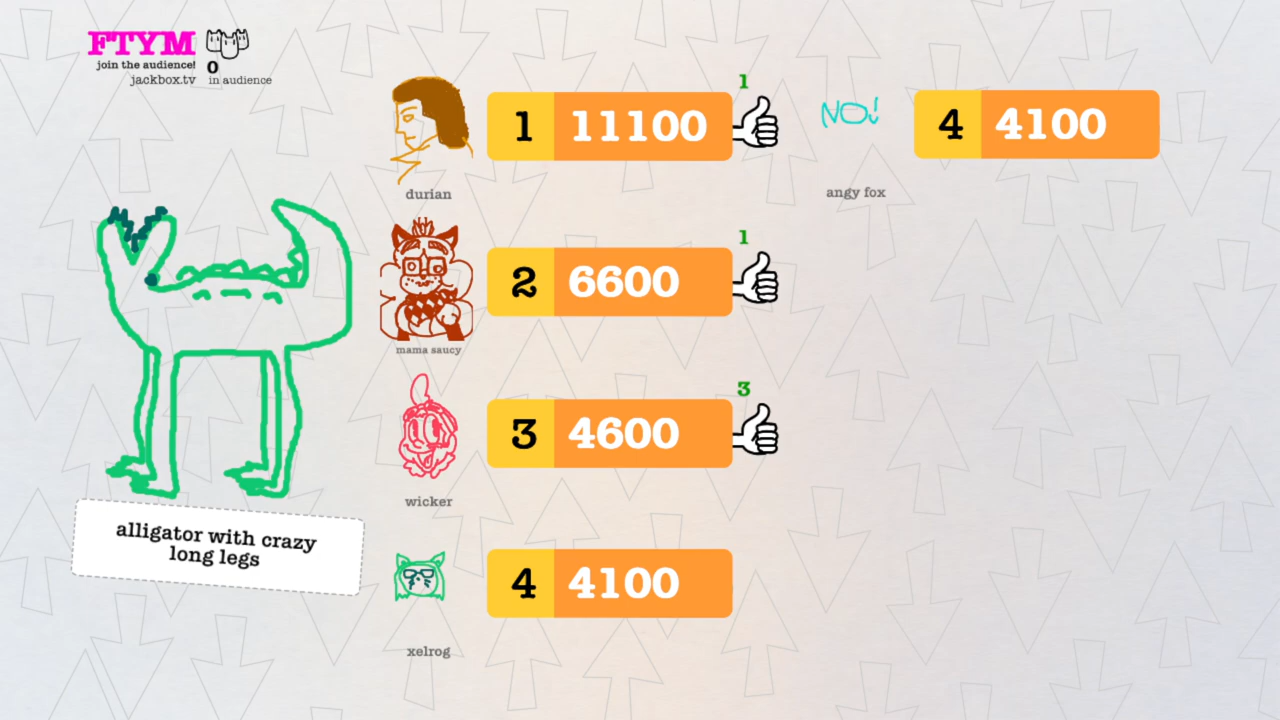 FTYM
join the audience!
jackbox.tv
0
in audience
alligator with crazy
long legs
1 11100
1
durian
2 6600
1
mama saucy
3 4600
3
wicker
4 4100
xelrog
NO!
4 4100
angy fox